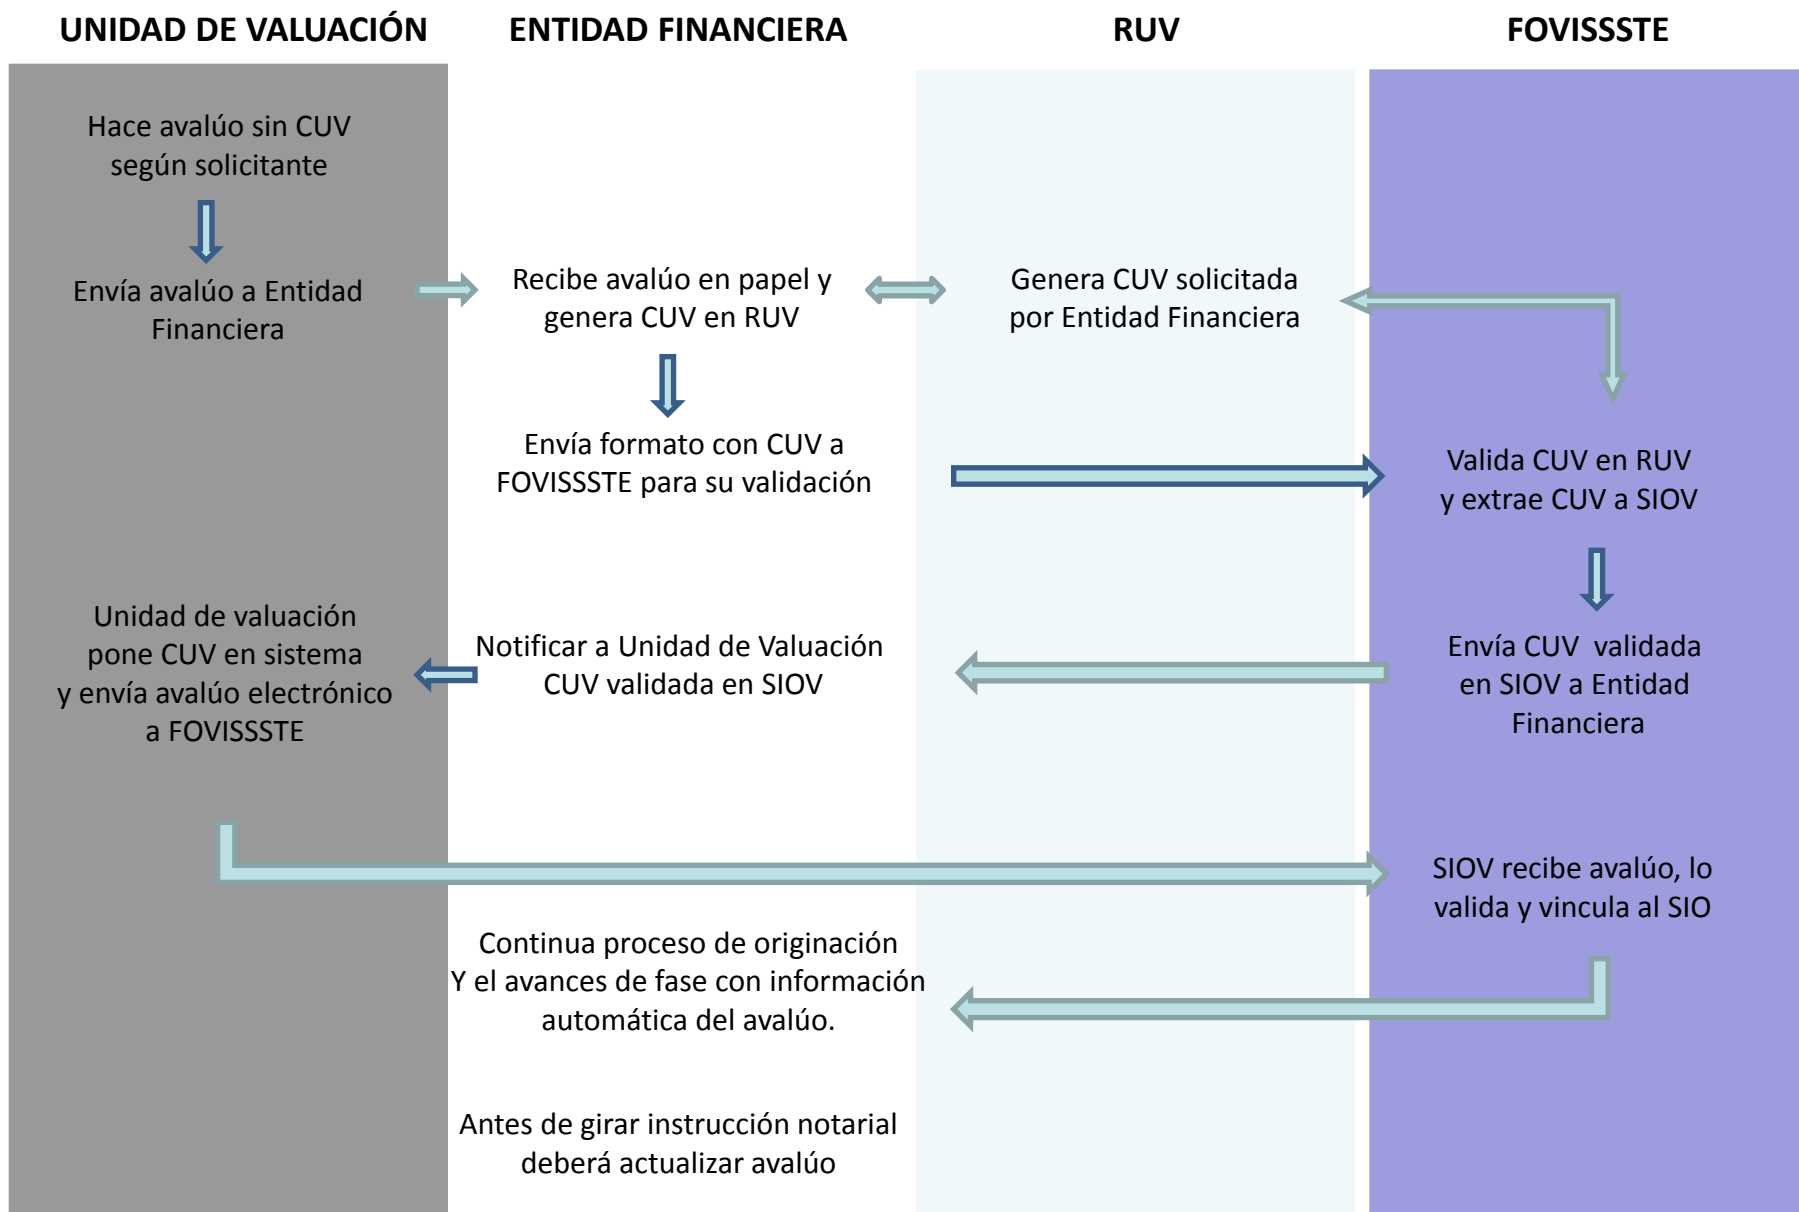 UNIDAD DE VALUACIÓN
ENTIDAD FINANCIERA
RUV
FOVISSSTE
Hace avalúo sin CUV
según solicitante
Envía avalúo a Entidad
Financiera
Recibe avalúo en papel y
genera CUV en RUV
Genera CUV solicitada
por Entidad Financiera
Envía formato con CUV a
FOVISSSTE para su validación
Valida CUV en RUV
y extrae CUV a SIOV
Unidad de valuación
pone CUV en sistema
y envía avalúo electrónico
a FOVISSSTE
Notificar a Unidad de Valuación
CUV validada en SIOV
Envía CUV validada
en SIOV a Entidad
Financiera
SIOV recibe avalúo, lo
valida y vincula al SIO
Continua proceso de originación
Y el avances de fase con información
automática del avalúo.
Antes de girar instrucción notarial
deberá actualizar avalúo